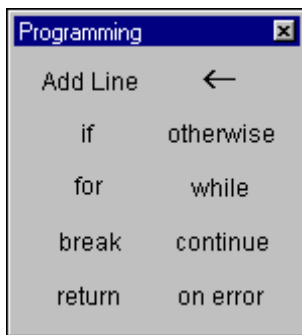 Programming
Add Line ←
if otherwise
for while
break continue
return on error